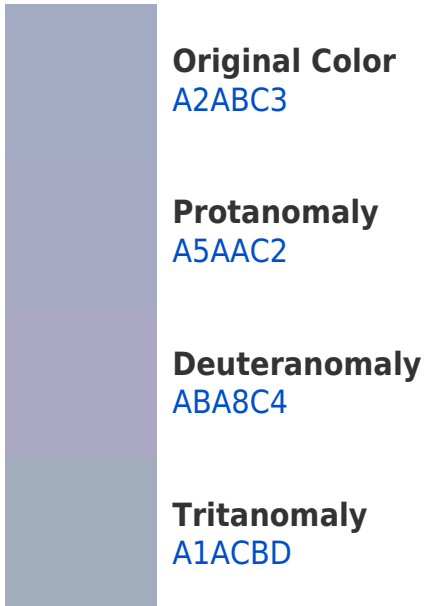 Original Color
A2ABC3
Protanomaly
A5AAC2
Deuteranomaly
ABA8C4
Tritanomaly
A1ACBD